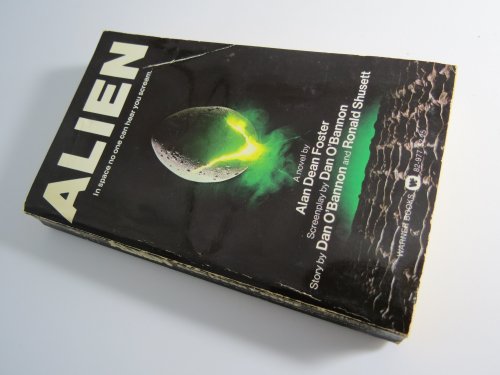 ALIEN
In space no one can hear you scream.
A novel by
Alan Dean Foster
Screenplay by Dan O'Bannon
Story by Dan O'Bannon and Ronald Shusett
WARNER BOOKS